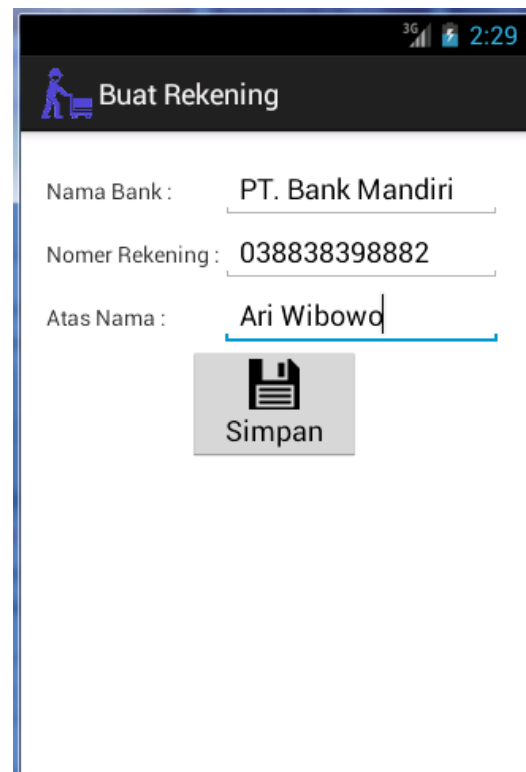 3G 2:29
Buat Rekening
Nama Bank : PT. Bank Mandiri
Nomer Rekening : 038838398882
Atas Nama : Ari Wibowo
Simpan